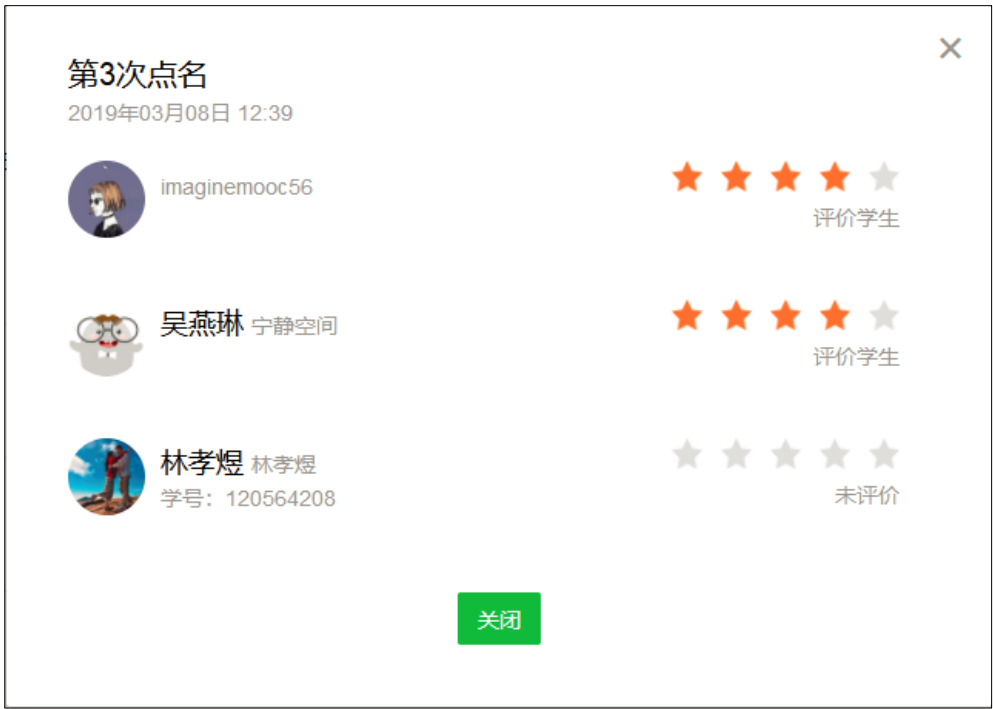 第3次点名
2019年03月08日 12:39
imaginemooc56
评价学生
吴燕琳 宁静空间
评价学生
林孝煜 林孝煜
学号：120564208
未评价
关闭